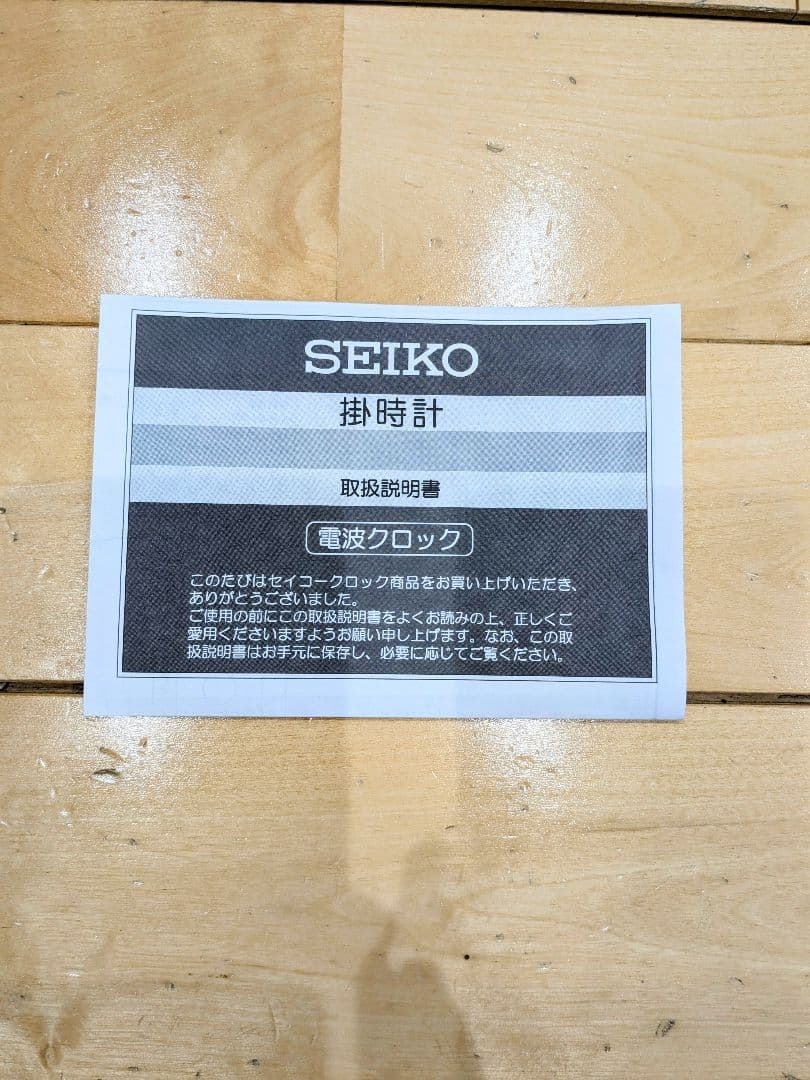 SEIKO
掛時計
取扱説明書
電波クロック
このたびはセイコークロック商品をお買い上げいただき、
ありがとうございました。
ご使用の前にこの取扱説明書をよくお読みの上、正しくご
愛用くださいますようお願い申し上げます。なお、この取
扱説明書はお手元に保存し、必要に応じてご覧ください。